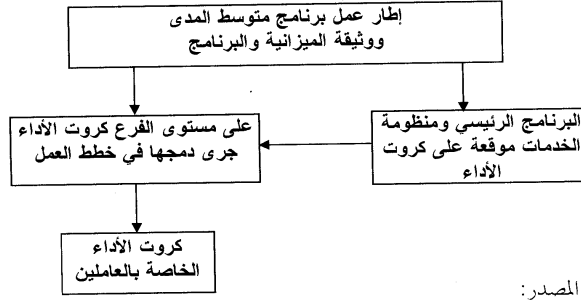 إطار عمل برنامج متوسط المدى
ووثيقة الميزانية والبرنامج
البرنامج الرئيسي ومنظومة
الخدمات موقعة على كروت
الأداء
على مستوى الفرع كروت الأداء
جرى دمجها في خطط العمل
كروت الأداء
الخاصة بالعاملين
المصدر: